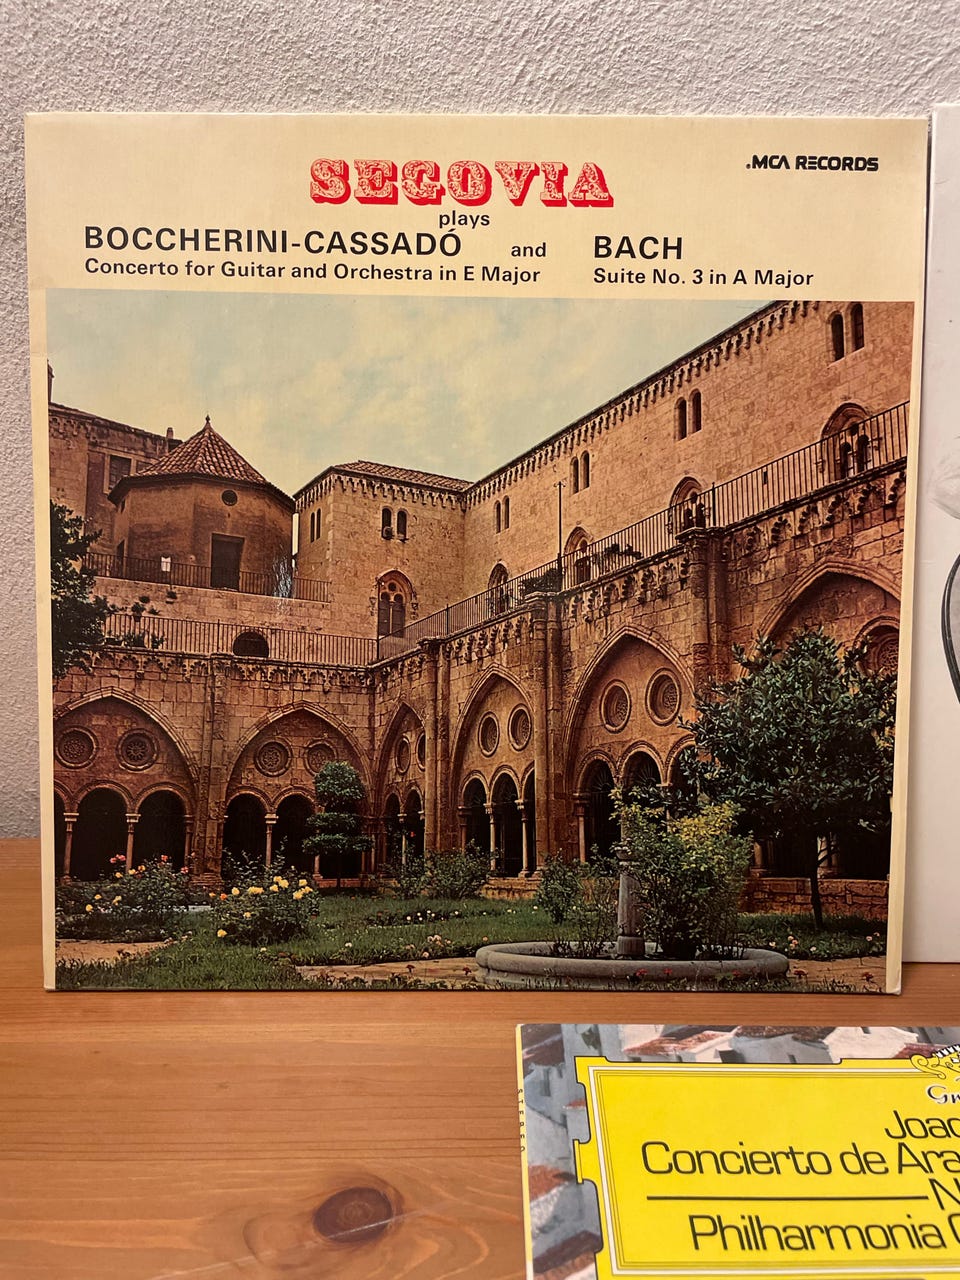 SEGOVIA
.MCA RECORDS
plays
BOCCHERINI-CASSADÓ and BACH
Concerto for Guitar and Orchestra in E Major
Suite No. 3 in A Major
STEREO
Concierto de
Philharmonia